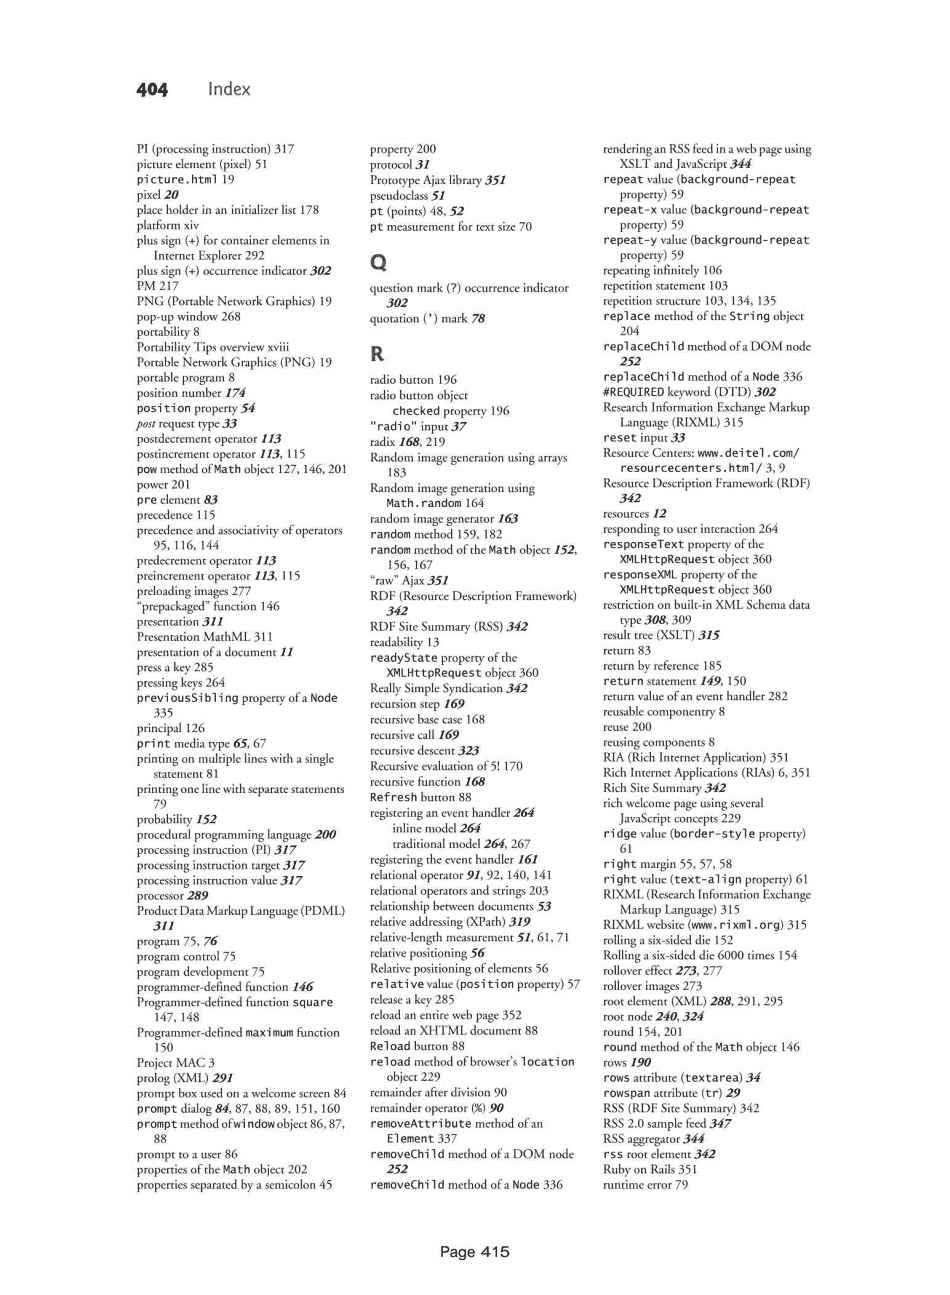 404 Index
PI (processing instruction) 317
picture element (pixel) 51
picture.html 19
pixel 20
place holder in an initializer list 178
platform xiv
plus sign (+) for container elements in
Internet Explorer 292
plus sign (+) occurrence indicator 302
PM 217
PNG (Portable Network Graphics) 19
pop-up window 268
portability 8
Portability Tips overview xviii
Portable Network Graphics (PNG) 19
portable program 8
position number 174
position property 54
post request type 33
postdecrement operator 113
postincrement operator 113, 115
pow method of Math object 127, 146, 201
power 201
pre element 83
precedence 115
precedence and associativity of operators
95, 116, 144
predecrement operator 113
preincrement operator 113, 115
preloading images 277
“prepackaged” function 146
presentation 311
Presentation MathML 311
presentation of a document 11
press a key 285
pressing keys 264
previousSibling property of a Node
335
principal 126
print media type 65, 67
printing on multiple lines with a single
statement 81
printing one line with separate statements
79
probability 152
procedural programming language 200
processing instruction (PI) 317
processing instruction target 317
processing instruction value 317
processor 289
Product Data Markup Language (PDML)
311
program 75, 76
program control 75
program development 75
programmer-defined function 146
Programmer-defined function square
147, 148
Programmer-defined maximum function
150
Project MAC 3
prolog (XML) 291
prompt box used on a welcome screen 84
prompt dialog 84, 87, 88, 89, 151, 160
prompt method of window object 86, 87,
88
prompt to a user 86
properties of the Math object 202
properties separated by a semicolon 45
property 200
protocol 31
Prototype Ajax library 351
pseudoclass 51
pt (points) 48, 52
pt measurement for text size 70
Q
question mark (?) occurrence indicator
302
quotation (') mark 78
R
radio button 196
radio button object
checked property 196
"radio" input 37
radix 168, 219
Random image generation using arrays
183
Random image generation using
Math.random 164
random image generator 163
random method 159, 182
random method of the Math object 152,
156, 167
“raw” Ajax 351
RDF (Resource Description Framework)
342
RDF Site Summary (RSS) 342
readability 13
readyState property of the
XMLHttpRequest object 360
Really Simple Syndication 342
recursion step 169
recursive base case 168
recursive call 169
recursive descent 323
Recursive evaluation of 5! 170
recursive function 168
Refresh button 88
registering an event handler 264
inline model 264
traditional model 264, 267
registering the event handler 161
relational operator 91, 92, 140, 141
relational operators and strings 203
relationship between documents 53
relative addressing (XPath) 319
relative-length measurement 51, 61, 71
relative positioning 56
Relative positioning of elements 56
relative value (position property) 57
release a key 285
reload an entire web page 352
reload an XHTML document 88
Reload button 88
reload method of browser’s location
object 229
remainder after division 90
remainder operator (%) 90
removeAttribute method of an
Element 337
removeChild method of a DOM node
252
removeChild method of a Node 336
rendering an RSS feed in a web page using
XSLT and JavaScript 344
repeat value (background-repeat
property) 59
repeat-x value (background-repeat
property) 59
repeat-y value (background-repeat
property) 59
repeating infinitely 106
repetition statement 103
repetition structure 103, 134, 135
replace method of the String object
204
replaceChild method of a DOM node
252
replaceChild method of a Node 336
#REQUIRED keyword (DTD) 302
Research Information Exchange Markup
Language (RIXML) 315
reset input 33
Resource Centers: www.deitel.com/
resourcecenters.html/ 3, 9
Resource Description Framework (RDF)
342
resources 12
responding to user interaction 264
responseText property of the
XMLHttpRequest object 360
responseXML property of the
XMLHttpRequest object 360
restriction on built-in XML Schema data
type 308, 309
result tree (XSLT) 315
return 83
return by reference 185
return statement 149, 150
return value of an event handler 282
reusable componentry 8
reuse 200
reusing components 8
RIA (Rich Internet Application) 351
Rich Internet Applications (RIAs) 6, 351
Rich Site Summary 342
rich welcome page using several
JavaScript concepts 229
ridge value (border-style property)
61
right margin 55, 57, 58
right value (text-align property) 61
RIXML (Research Information Exchange
Markup Language) 315
RIXML website (www.rixml.org) 315
rolling a six-sided die 152
Rolling a six-sided die 6000 times 154
rollover effect 273, 277
rollover images 273
root element (XML) 288, 291, 295
root node 240, 324
round 154, 201
round method of the Math object 146
rows 190
rows attribute (textarea) 34
rowspan attribute (tr) 29
RSS (RDF Site Summary) 342
RSS 2.0 sample feed 347
RSS aggregator 344
rss root element 342
Ruby on Rails 351
runtime error 79
Page 415